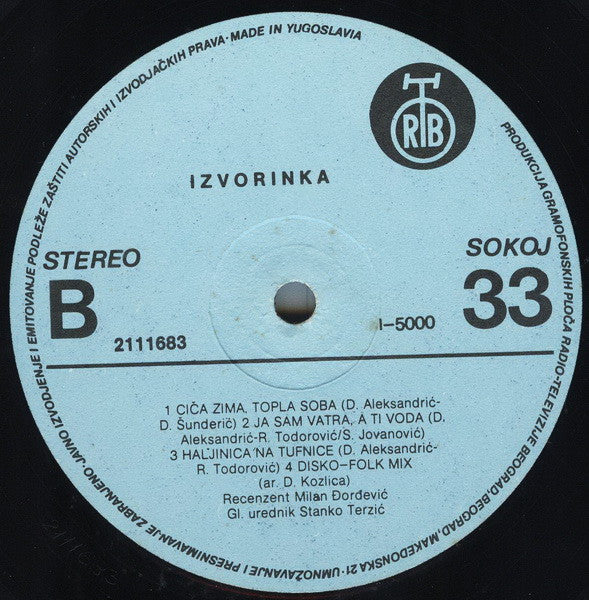 PRODUKCIJA GRAMOFONSKIH PLOČA RADIO-TELEVIZIJE BEOGRAD.BEOGRAD,MAKEDONSKA 21·UMNOŽAVANJE I PRESNIMAVANJE ZABRANJENO·JAVNO IZVODJENJE I EMITOVANJE PODLEŽE ZAŠTITI AUTORSKIH I IZVODJAČKIH PRAVA·MADE IN YUGOSLAVIA
RTB
IZVORINKA
STEREO
SOKOJ
B
33
2111683
I-5000
1 CIČA ZIMA, TOPLA SOBA (D. Aleksandrić-
D. Šunderić) 2 JA SAM VATRA, A TI VODA (D.
Aleksandrić-R. Todorović/S. Jovanović)
3 HALJINICA NA TUFNICE (D. Aleksandrić-
R. Todorović) 4 DISKO-FOLK MIX
(ar. D. Kozlica)
Recenzent Milan Đorđević
Gl. urednik Stanko Terzić